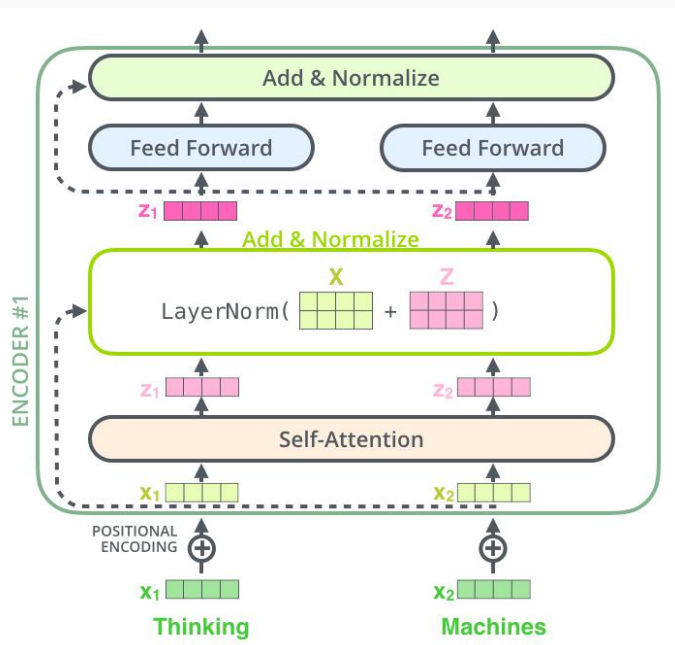 Add & Normalize
Feed Forward Feed Forward
z1 z2
Add & Normalize
X Z
LayerNorm( + )
z1 z2
Self-Attention
x1 x2
ENCODER #1
POSITIONAL
ENCODING
x1 x2
Thinking Machines